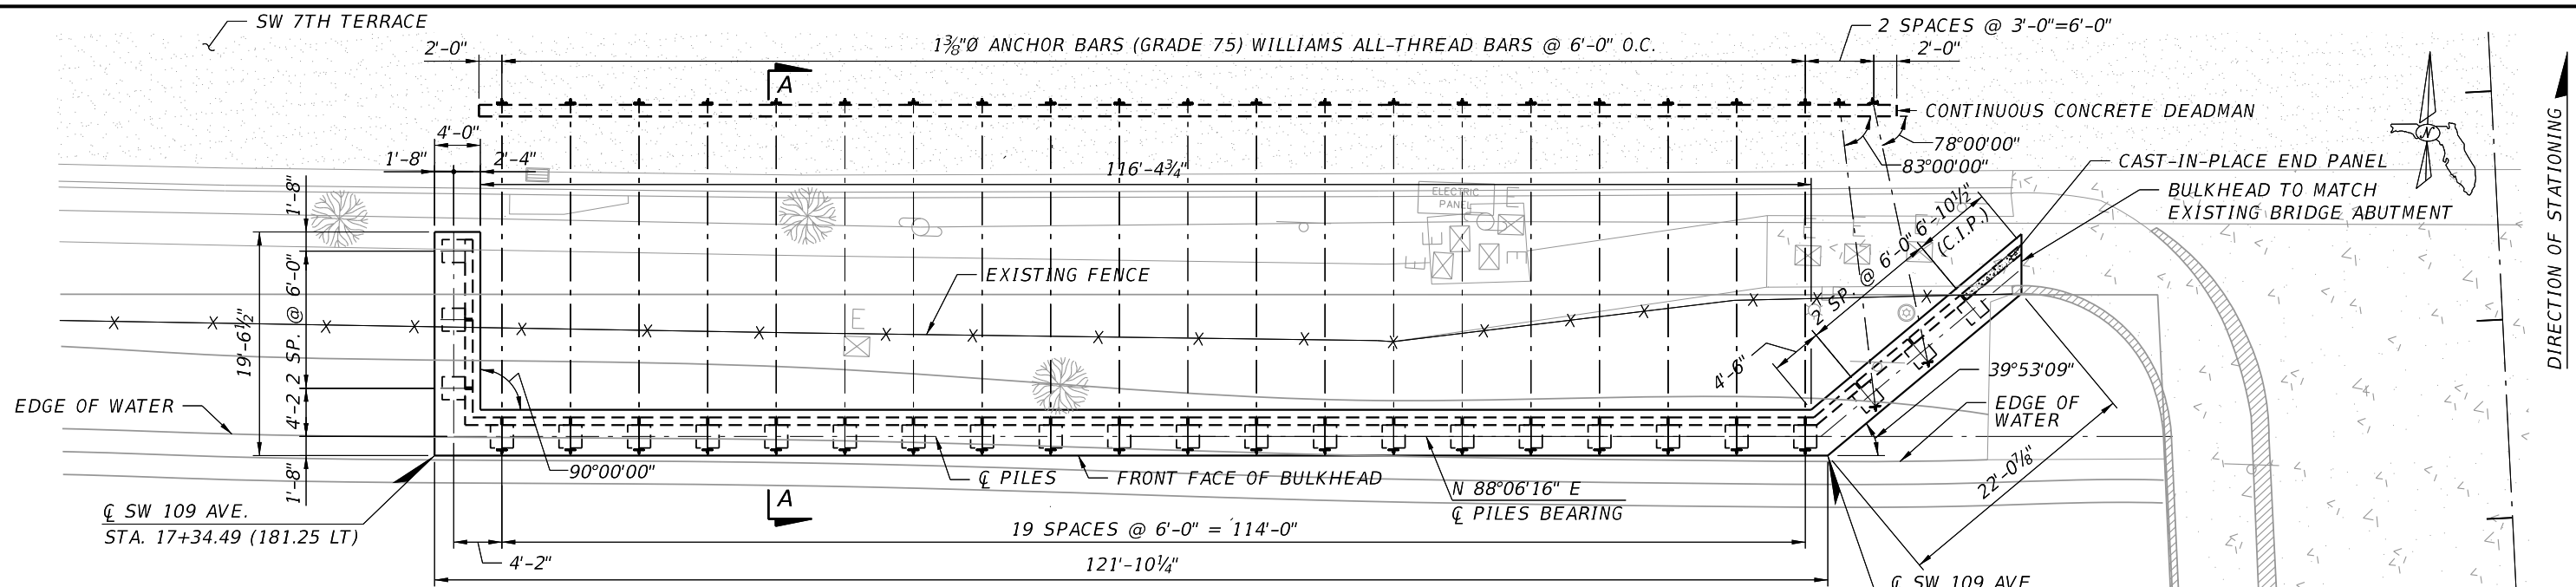 SW 7TH TERRACE
2'-0"
1⅜"Ø ANCHOR BARS (GRADE 75) WILLIAMS ALL-THREAD BARS @ 6'-0" O.C.
2 SPACES @ 3'-0"=6'-0"
2'-0"
A
CONTINUOUS CONCRETE DEADMAN
4'-0"
1'-8"
2'-4"
116'-4¾"
78°00'00"
83°00'00"
CAST-IN-PLACE END PANEL
BULKHEAD TO MATCH
EXISTING BRIDGE ABUTMENT
N
DIRECTION OF STATIONING
ELECTRIC
PANEL
E
E
E
E
E
E
1'-8"
2 SP. @ 6'-0"
19'-6½"
4'-2
1'-8"
EXISTING FENCE
2 SP. @ 6'-0"
6'-10½"
(C.I.P.)
4'-6"
39°53'09"
EDGE OF
WATER
22'-0⅞"
EDGE OF WATER
90°00'00"
℄ PILES
FRONT FACE OF BULKHEAD
N 88°06'16" E
℄ PILES BEARING
A
℄ SW 109 AVE.
STA. 17+34.49 (181.25 LT)
19 SPACES @ 6'-0" = 114'-0"
4'-2"
121'-10¼"
℄ SW 109 AVE